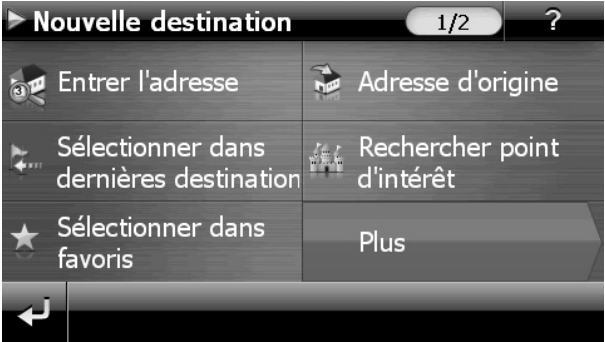 Nouvelle destination 1/2 ?
Entrer l'adresse
Adresse d'origine
Sélectionner dans
dernières destination
Rechercher point
d'intérêt
Sélectionner dans
favoris
Plus